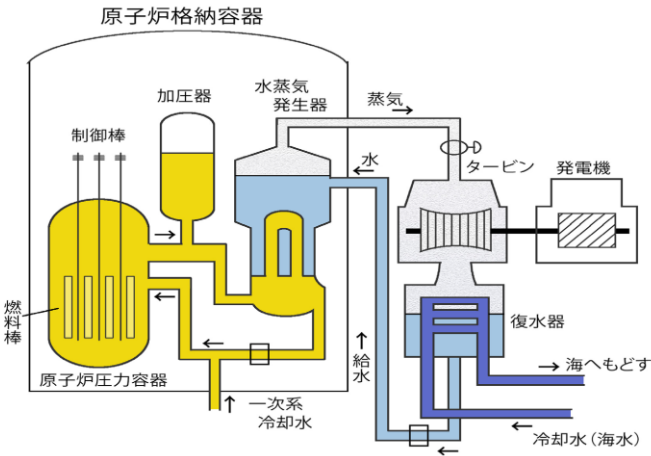 原子炉格納容器
加圧器
水蒸気
発生器
蒸気
制御棒
水
タービン
発電機
燃料棒
復水器
給水
海へもどす
原子炉圧力容器
一次系
冷却水
冷却水(海水)